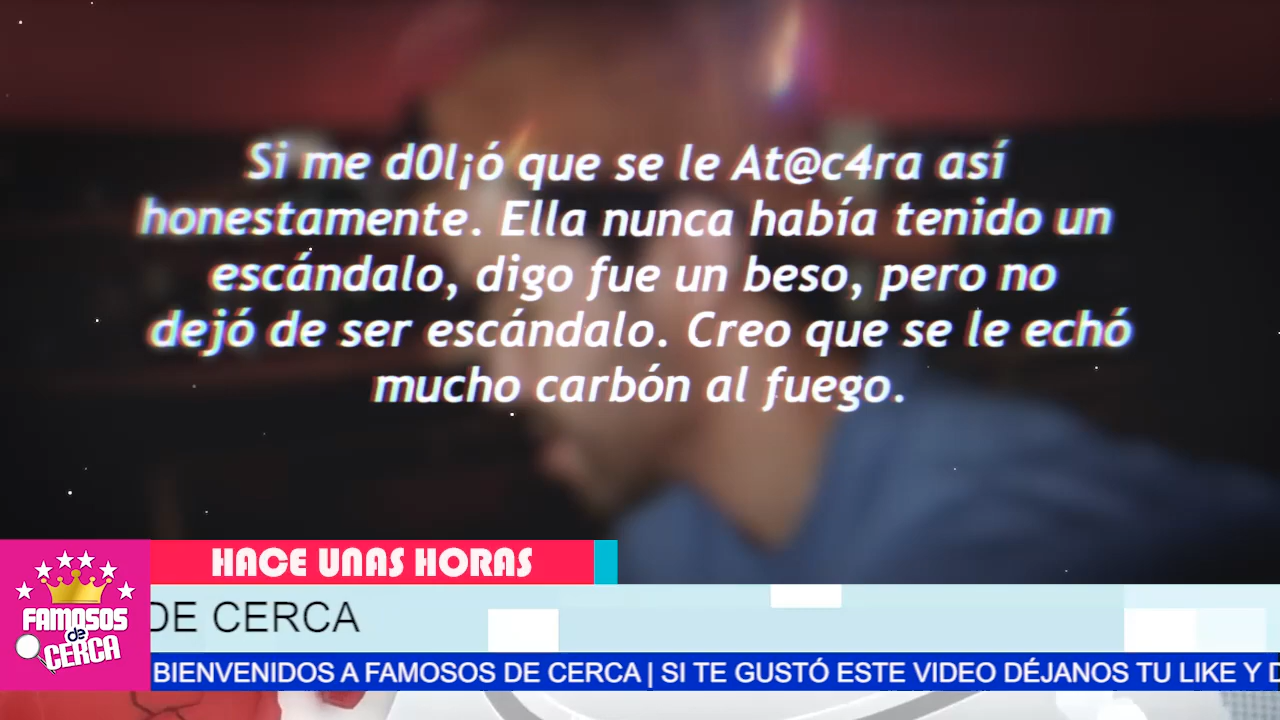 Si me d0l¡ó que se le At@c4ra así
honestamente. Ella nunca había tenido un
escándalo, digo fue un beso, pero no
dejó de ser escándalo. Creo que se le echó
mucho carbón al fuego.
HACE UNAS HORAS
DE CERCA
FAMOSOS
de
CERCA
BIENVENIDOS A FAMOSOS DE CERCA | SI TE GUSTÓ ESTE VIDEO DÉJANOS TU LIKE Y